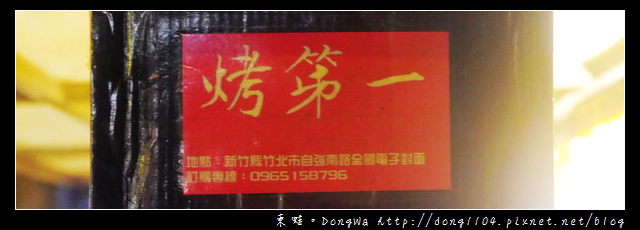 烤第一
地點：新竹縣竹北市自強南路全國電子對面
訂購專線：0965158796
東蛙。DongWa http://dong1104.pixnet.net/blog